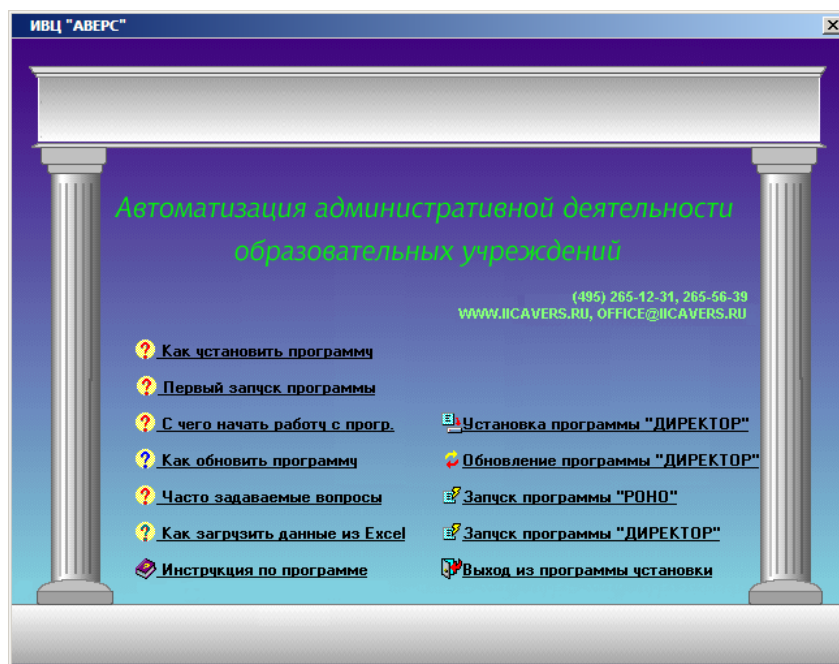 ИВЦ "АВЕРС"
Автоматизация административной деятельности
образовательных учреждений
(495) 265-12-31, 265-56-39
WWW.IICAVERS.RU, OFFICE@IICAVERS.RU
Как установить программу
Первый запуск программы
С чего начать работу с прогр.
Как обновить программу
Часто задаваемые вопросы
Как загрузить данные из Excel
Инструкция по программе
Установка программы "ДИРЕКТОР"
Обновление программы "ДИРЕКТОР"
Запуск программы "РОНО"
Запуск программы "ДИРЕКТОР"
Выход из программы установки